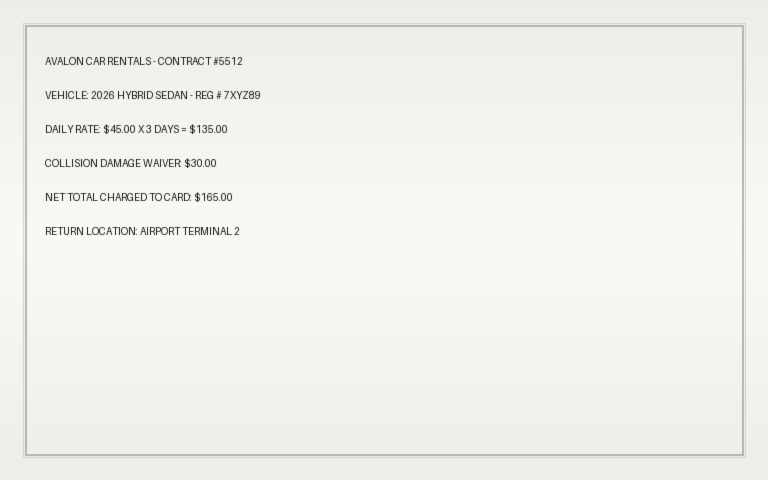 AVALON CAR RENTALS - CONTRACT #5512
VEHICLE: 2026 HYBRID SEDAN - REG # 7XYZ89
DAILY RATE: $45.00 X 3 DAYS = $135.00
COLLISION DAMAGE WAIVER: $30.00
NET TOTAL CHARGED TO CARD: $165.00
RETURN LOCATION: AIRPORT TERMINAL 2